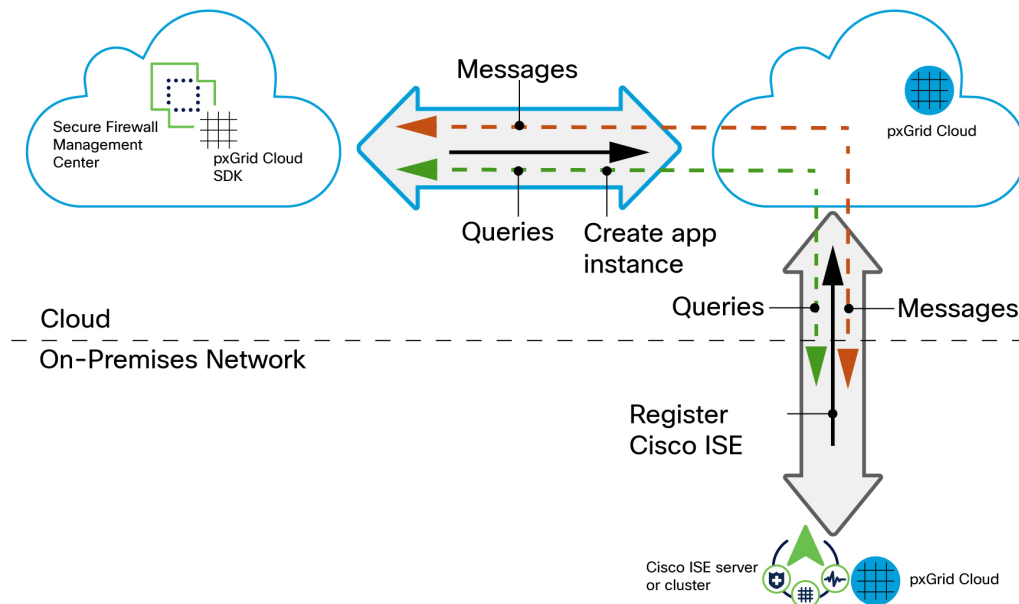 Messages
Secure Firewall
Management
Center
pxGrid Cloud
SDK
pxGrid Cloud
Queries
Create app
instance
Queries
Messages
Cloud
On-Premises Network
Register
Cisco ISE
Cisco ISE server
or cluster
pxGrid Cloud